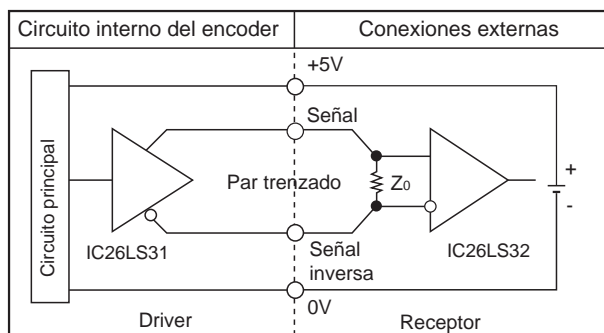 Circuito interno del encoder
Conexiones externas
+5V
Señal
Circuito principal
Par trenzado
Z0
+
-
IC26LS31
Señal
inversa
IC26LS32
0V
Driver
Receptor